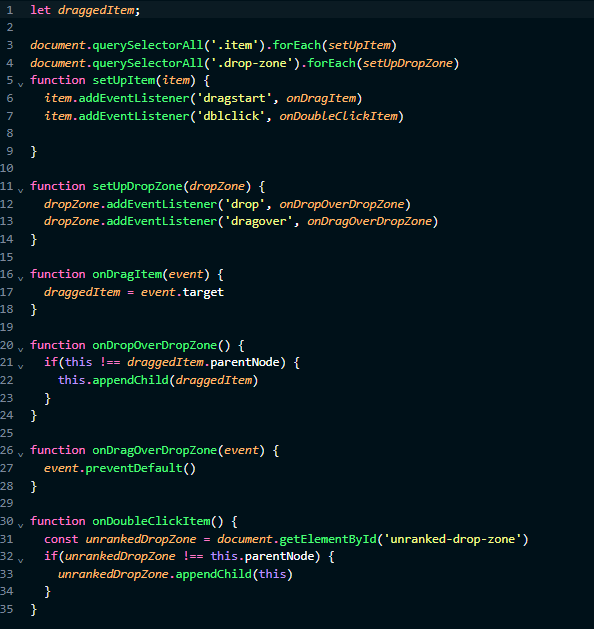 1 let draggedItem;
2
3 document.querySelectorAll('.item').forEach(setUpItem)
4 document.querySelectorAll('.drop-zone').forEach(setUpDropZone)
5 function setUpItem(item) {
6   item.addEventListener('dragstart', onDragItem)
7   item.addEventListener('dblclick', onDoubleClickItem)
8
9 }
10
11 function setUpDropZone(dropZone) {
12   dropZone.addEventListener('drop', onDropOverDropZone)
13   dropZone.addEventListener('dragover', onDragOverDropZone)
14 }
15
16 function onDragItem(event) {
17   draggedItem = event.target
18 }
19
20 function onDropOverDropZone() {
21   if(this !== draggedItem.parentNode) {
22     this.appendChild(draggedItem)
23   }
24 }
25
26 function onDragOverDropZone(event) {
27   event.preventDefault()
28 }
29
30 function onDoubleClickItem() {
31   const unrankedDropZone = document.getElementById('unranked-drop-zone')
32   if(unrankedDropZone !== this.parentNode) {
33     unrankedDropZone.appendChild(this)
34   }
35 }